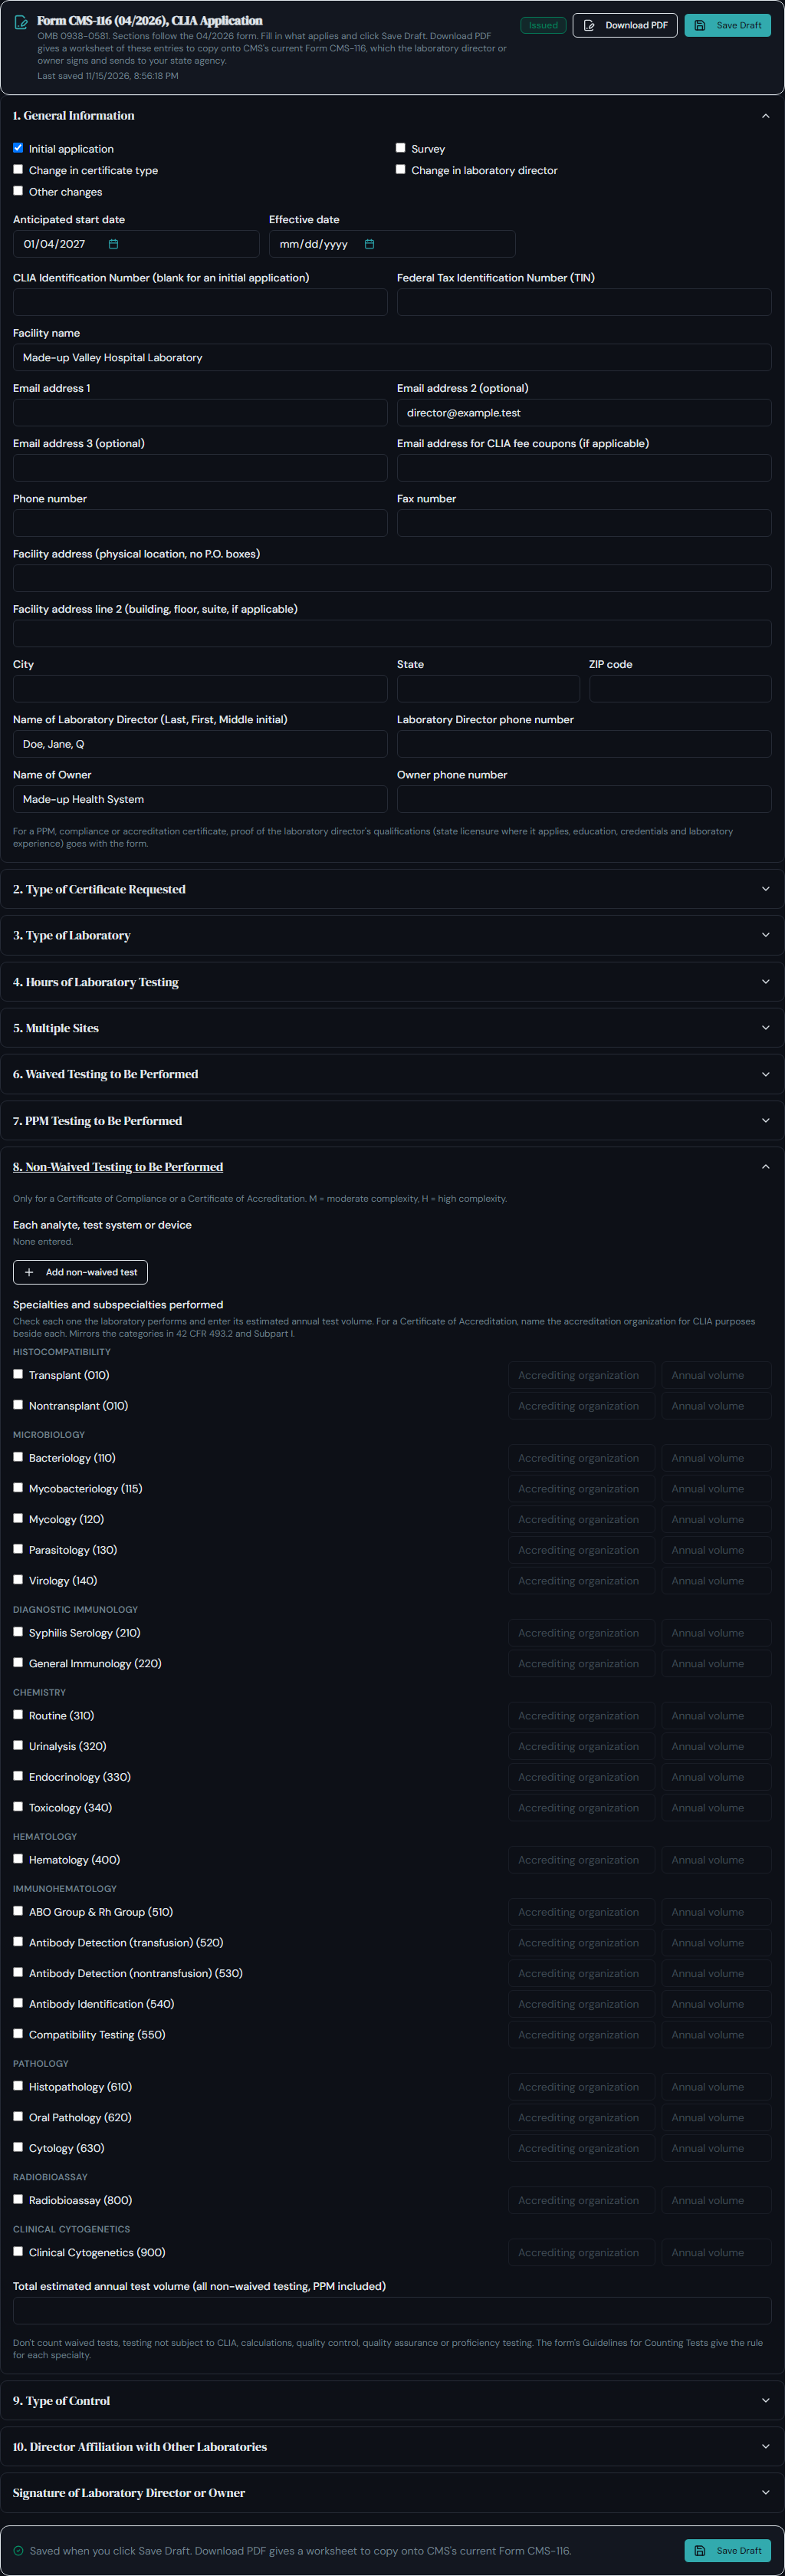 Form CMS-116 (04/2026), CLIA Application
OMB 0938-0581. Sections follow the 04/2026 form. Fill in what applies and click Save Draft. Download PDF
gives a worksheet of these entries to copy onto CMS's current Form CMS-116, which the laboratory director or
owner signs and sends to your state agency.
Last saved 11/15/2026, 8:56:18 PM
Issued
Download PDF
Save Draft
1. General Information
Initial application
Survey
Change in certificate type
Change in laboratory director
Other changes
Anticipated start date
Effective date
01/04/2027
mm/dd/yyyy
CLIA Identification Number (blank for an initial application)
Federal Tax Identification Number (TIN)
Facility name
Made-up Valley Hospital Laboratory
Email address 1
Email address 2 (optional)
director@example.test
Email address 3 (optional)
Email address for CLIA fee coupons (if applicable)
Phone number
Fax number
Facility address (physical location, no P.O. boxes)
Facility address line 2 (building, floor, suite, if applicable)
City
State
ZIP code
Name of Laboratory Director (Last, First, Middle initial)
Laboratory Director phone number
Doe, Jane, Q
Name of Owner
Owner phone number
Made-up Health System
For a PPM, compliance or accreditation certificate, proof of the laboratory director's qualifications (state licensure where it applies, education, credentials and laboratory
experience) goes with the form.
2. Type of Certificate Requested
3. Type of Laboratory
4. Hours of Laboratory Testing
5. Multiple Sites
6. Waived Testing to Be Performed
7. PPM Testing to Be Performed
8. Non-Waived Testing to Be Performed
Only for a Certificate of Compliance or a Certificate of Accreditation. M = moderate complexity, H = high complexity.
Each analyte, test system or device
None entered.
Add non-waived test
Specialties and subspecialties performed
Check each one the laboratory performs and enter its estimated annual test volume. For a Certificate of Accreditation, name the accreditation organization for CLIA purposes
beside each. Mirrors the categories in 42 CFR 493.2 and Subpart I.
HISTOCOMPATIBILITY
Transplant (010) Accrediting organization Annual volume
Nontransplant (010) Accrediting organization Annual volume
MICROBIOLOGY
Bacteriology (110) Accrediting organization Annual volume
Mycobacteriology (115) Accrediting organization Annual volume
Mycology (120) Accrediting organization Annual volume
Parasitology (130) Accrediting organization Annual volume
Virology (140) Accrediting organization Annual volume
DIAGNOSTIC IMMUNOLOGY
Syphilis Serology (210) Accrediting organization Annual volume
General Immunology (220) Accrediting organization Annual volume
CHEMISTRY
Routine (310) Accrediting organization Annual volume
Urinalysis (320) Accrediting organization Annual volume
Endocrinology (330) Accrediting organization Annual volume
Toxicology (340) Accrediting organization Annual volume
HEMATOLOGY
Hematology (400) Accrediting organization Annual volume
IMMUNOHEMATOLOGY
ABO Group & Rh Group (510) Accrediting organization Annual volume
Antibody Detection (transfusion) (520) Accrediting organization Annual volume
Antibody Detection (nontransfusion) (530) Accrediting organization Annual volume
Antibody Identification (540) Accrediting organization Annual volume
Compatibility Testing (550) Accrediting organization Annual volume
PATHOLOGY
Histopathology (610) Accrediting organization Annual volume
Oral Pathology (620) Accrediting organization Annual volume
Cytology (630) Accrediting organization Annual volume
RADIOBIOASSAY
Radiobioassay (800) Accrediting organization Annual volume
CLINICAL CYTOGENETICS
Clinical Cytogenetics (900) Accrediting organization Annual volume
Total estimated annual test volume (all non-waived testing, PPM included)
Don't count waived tests, testing not subject to CLIA, calculations, quality control, quality assurance or proficiency testing. The form's Guidelines for Counting Tests give the rule
for each specialty.
9. Type of Control
10. Director Affiliation with Other Laboratories
Signature of Laboratory Director or Owner
Saved when you click Save Draft. Download PDF gives a worksheet to copy onto CMS's current Form CMS-116.
Save Draft